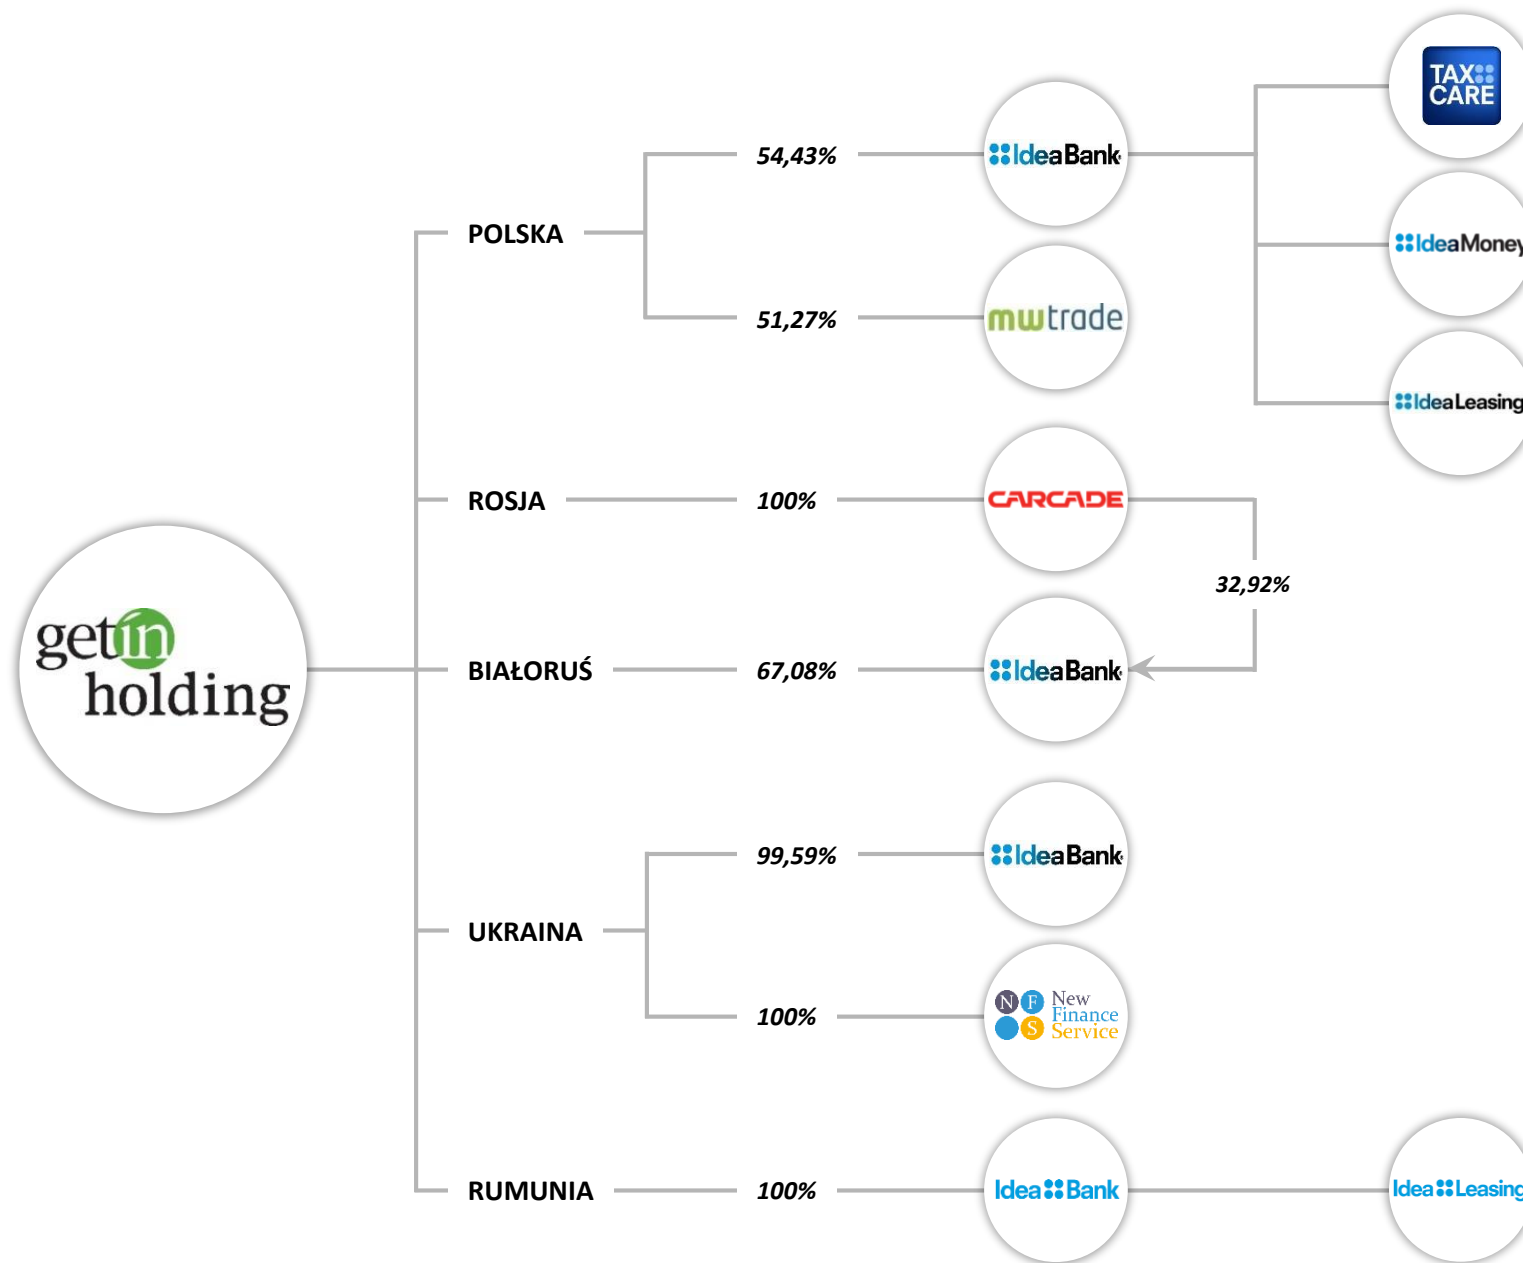 getin
holding
POLSKA
54,43%
IdeaBank
TAX
CARE
IdeaMoney
IdeaLeasing
51,27%
mwtrade
ROSJA
100%
CARCADE
32,92%
BIAŁORUŚ
67,08%
IdeaBank
UKRAINA
99,59%
IdeaBank
100%
N F
S
New
Finance
Service
RUMUNIA
100%
Idea Bank
Idea Leasing